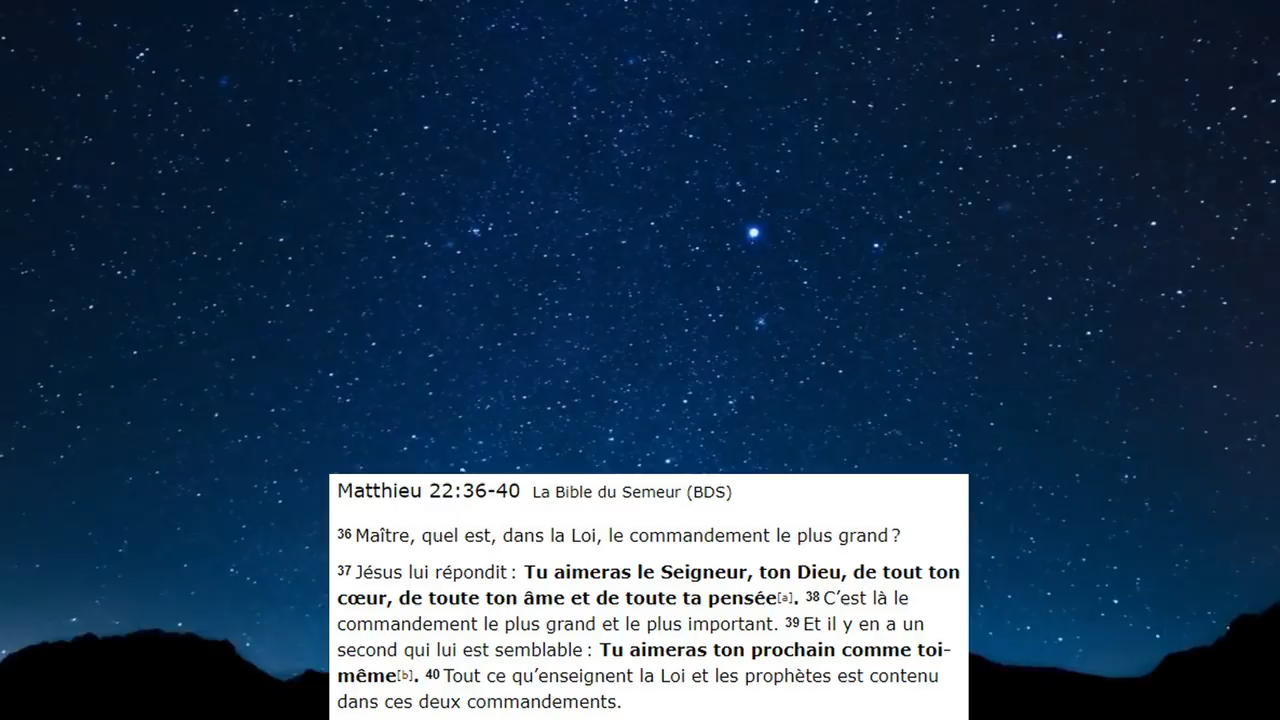 Matthieu 22:36-40 La Bible du Semeur (BDS)
36 Maître, quel est, dans la Loi, le commandement le plus grand ?
37 Jésus lui répondit : Tu aimeras le Seigneur, ton Dieu, de tout ton
cœur, de toute ton âme et de toute ta pensée[a]. 38 C’est là le
commandement le plus grand et le plus important. 39 Et il y en a un
second qui lui est semblable : Tu aimeras ton prochain comme toi-
même[b]. 40 Tout ce qu’enseignent la Loi et les prophètes est contenu
dans ces deux commandements.